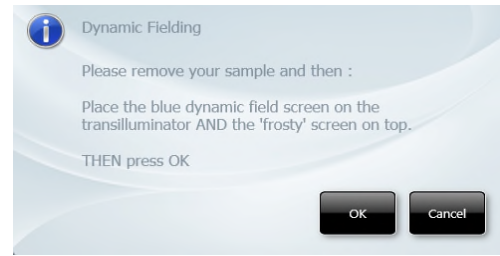 Dynamic Fielding
Please remove your sample and then :
Place the blue dynamic field screen on the
transilluminator AND the 'frosty' screen on top.
THEN press OK
OK
Cancel